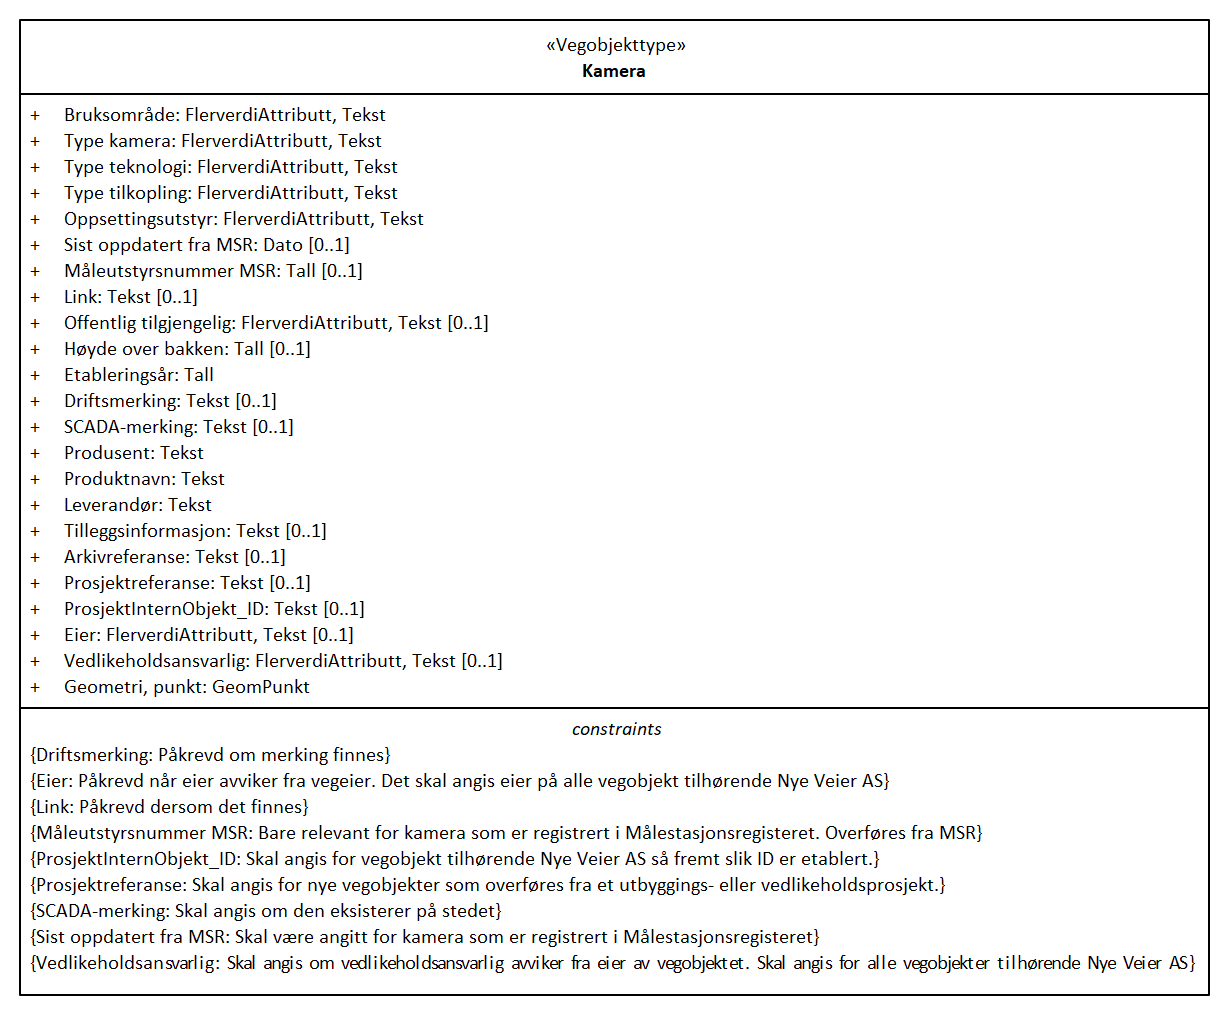 «Vegobjekttype»
Kamera
+ Bruksområde: FlerverdiAttributt, Tekst
+ Type kamera: FlerverdiAttributt, Tekst
+ Type teknologi: FlerverdiAttributt, Tekst
+ Type tilkopling: FlerverdiAttributt, Tekst
+ Oppsettingsutstyr: FlerverdiAttributt, Tekst
+ Sist oppdatert fra MSR: Dato [0..1]
+ Måleutstyrsnummer MSR: Tall [0..1]
+ Link: Tekst [0..1]
+ Offentlig tilgjengelig: FlerverdiAttributt, Tekst [0..1]
+ Høyde over bakken: Tall [0..1]
+ Etableringsår: Tall
+ Driftsmerking: Tekst [0..1]
+ SCADA-merking: Tekst [0..1]
+ Produsent: Tekst
+ Produktnavn: Tekst
+ Leverandør: Tekst
+ Tilleggsinformasjon: Tekst [0..1]
+ Arkivreferanse: Tekst [0..1]
+ Prosjektreferanse: Tekst [0..1]
+ ProsjektInternObjekt_ID: Tekst [0..1]
+ Eier: FlerverdiAttributt, Tekst [0..1]
+ Vedlikeholdsansvarlig: FlerverdiAttributt, Tekst [0..1]
+ Geometri, punkt: GeomPunkt
constraints
{Driftsmerking: Påkrevd om merking finnes}
{Eier: Påkrevd når eier avviker fra vegeier. Det skal angis eier på alle vegobjekt tilhørende Nye Veier AS}
{Link: Påkrevd dersom det finnes}
{Måleutstyrsnummer MSR: Bare relevant for kamera som er registrert i Målestasjonsregisteret. Overføres fra MSR}
{ProsjektInternObjekt_ID: Skal angis for vegobjekt tilhørende Nye Veier AS så fremt slik ID er etablert.}
{Prosjektreferanse: Skal angis for nye vegobjekter som overføres fra et utbyggings- eller vedlikeholdsprosjekt.}
{SCADA-merking: Skal angis om den eksisterer på stedet}
{Sist oppdatert fra MSR: Skal være angitt for kamera som er registrert i Målestasjonsregisteret}
{Vedlikeholdsansvarlig: Skal angis om vedlikeholdsansvarlig avviker fra eier av vegobjektet. Skal angis for alle vegobjekter tilhørende Nye Veier AS}